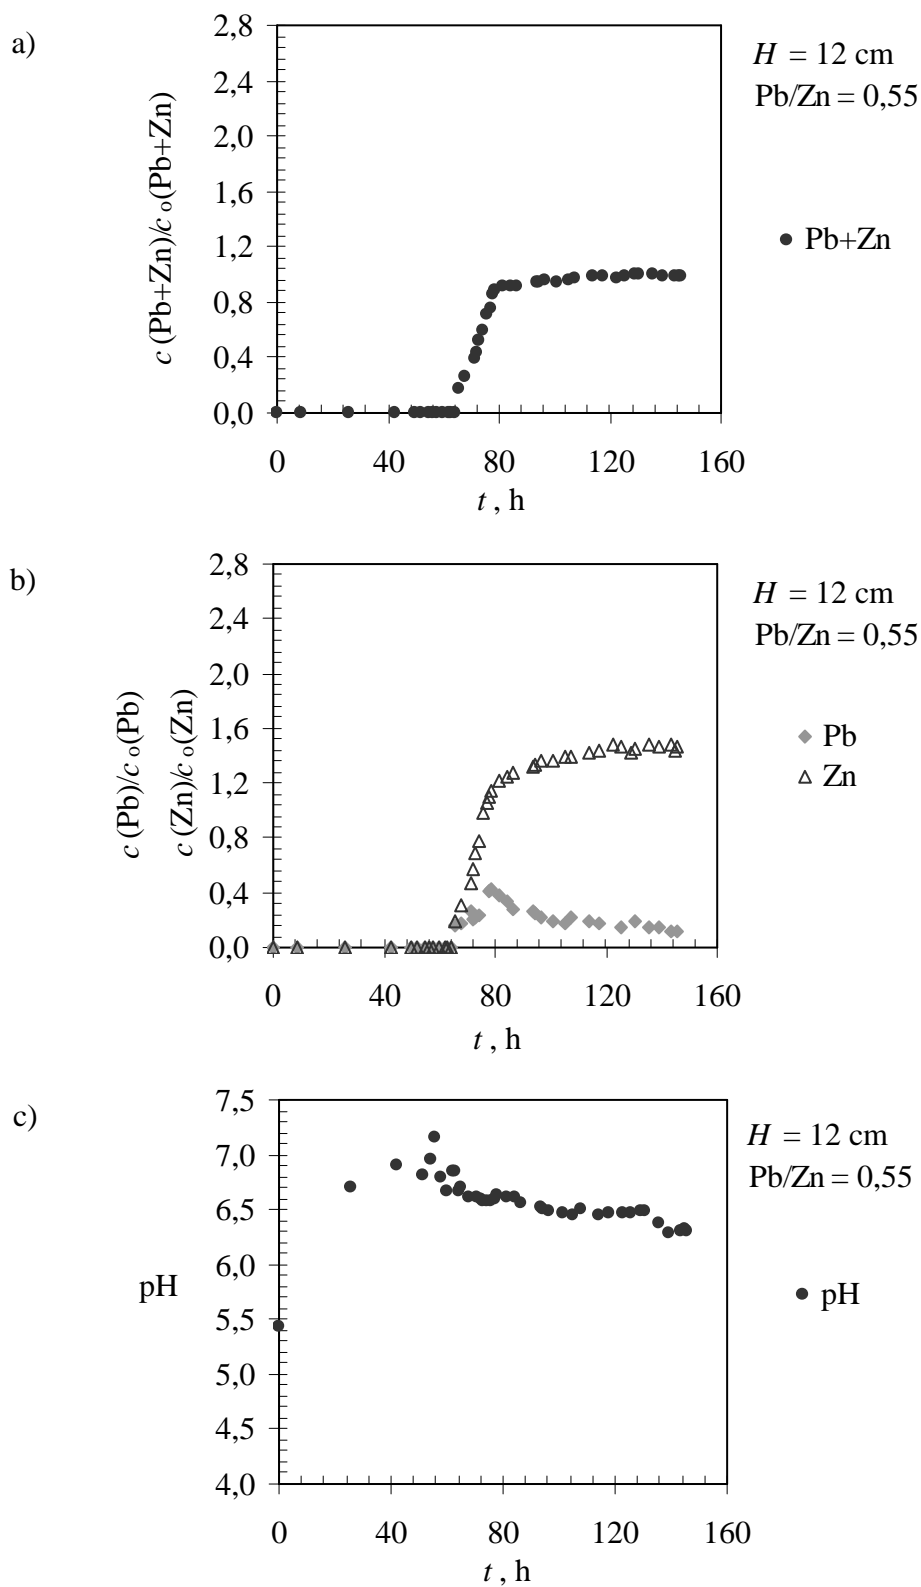 a)
c (Pb+Zn)/c o(Pb+Zn)
2,8
2,4
2,0
1,6
1,2
0,8
0,4
0,0
0 40 80 120 160
t , h
H = 12 cm
Pb/Zn = 0,55
Pb+Zn
b)
c (Pb)/c o(Pb)
c (Zn)/c o(Zn)
2,8
2,4
2,0
1,6
1,2
0,8
0,4
0,0
0 40 80 120 160
t , h
H = 12 cm
Pb/Zn = 0,55
Pb
Zn
c)
pH
7,5
7,0
6,5
6,0
5,5
5,0
4,5
4,0
0 40 80 120 160
t , h
H = 12 cm
Pb/Zn = 0,55
pH